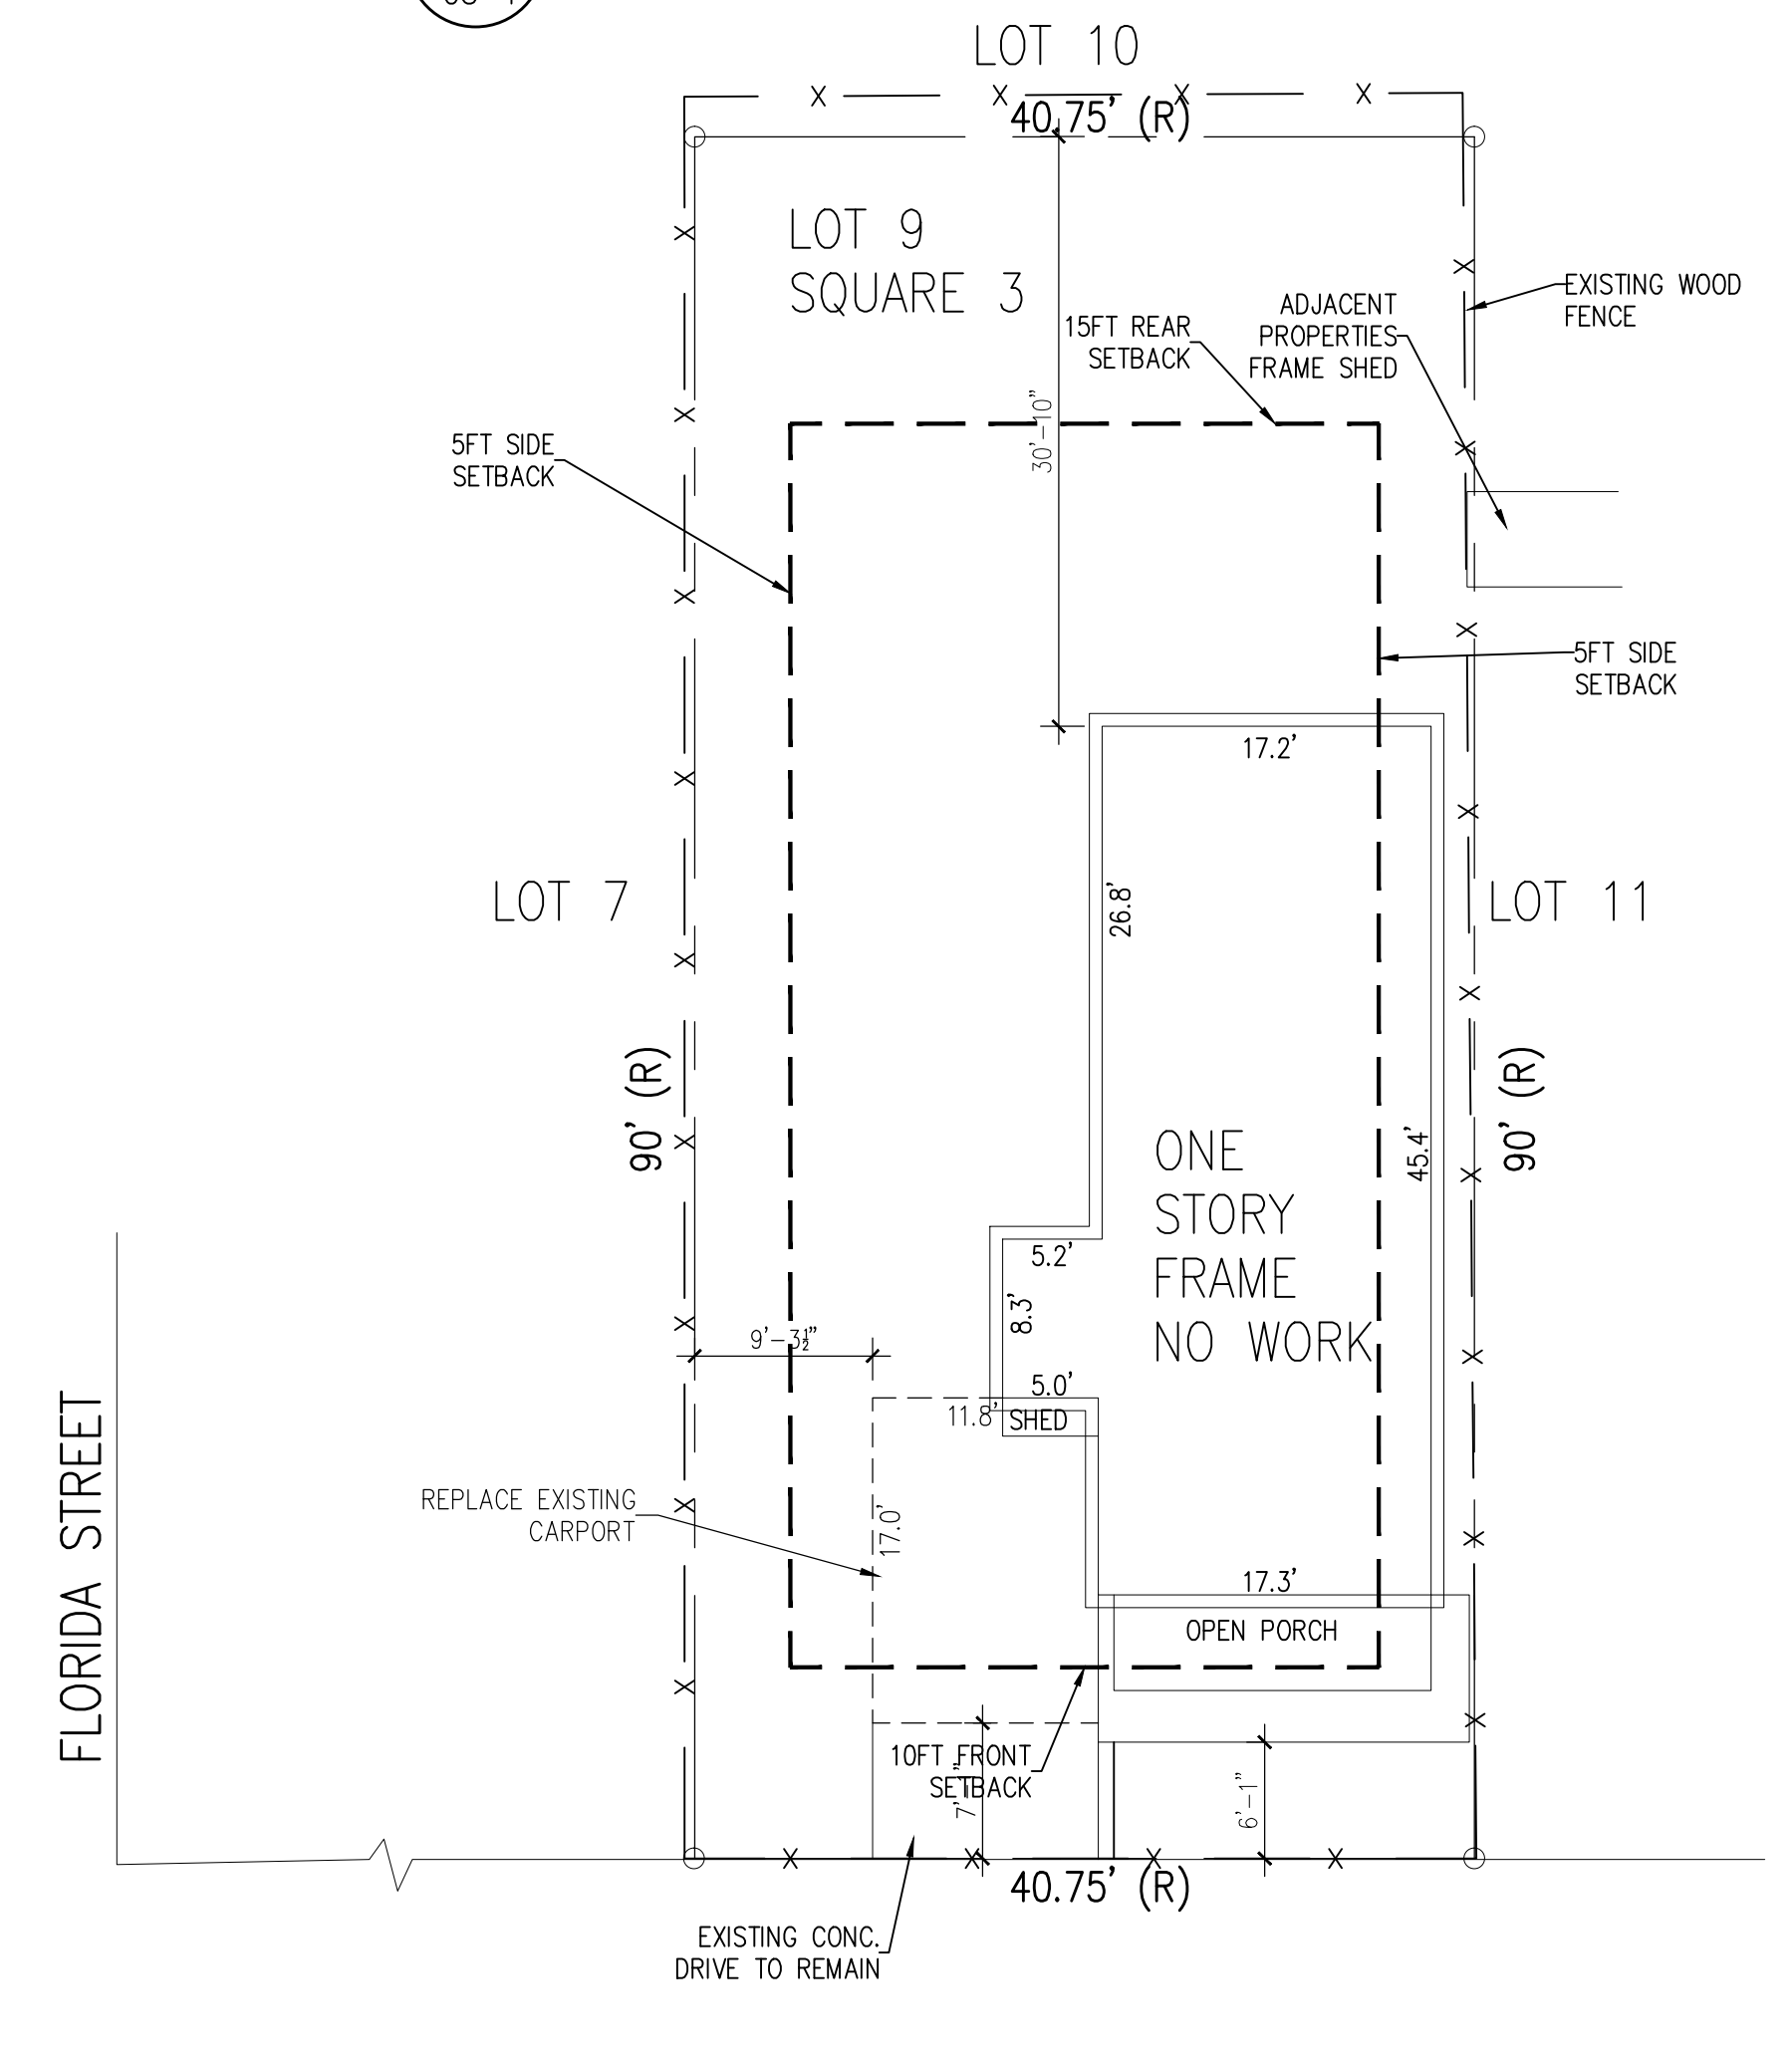 LOT 10
40.75' (R)
LOT 9
SQUARE 3
15FT REAR
SETBACK
ADJACENT
PROPERTIES
FRAME SHED
EXISTING WOOD
FENCE
30'-10"
5FT SIDE
SETBACK
5FT SIDE
SETBACK
17.2'
26.8'
LOT 7
LOT 11
90' (R)
90' (R)
ONE
STORY
FRAME
NO WORK
45.4'
5.2'
8.3'
9'-3½"
5.0'
11.8'
SHED
REPLACE EXISTING
CARPORT
17.0'
17.3'
OPEN PORCH
FLORIDA STREET
10FT FRONT
SETBACK
7'-1"
6'-1"
40.75' (R)
EXISTING CONC.
DRIVE TO REMAIN